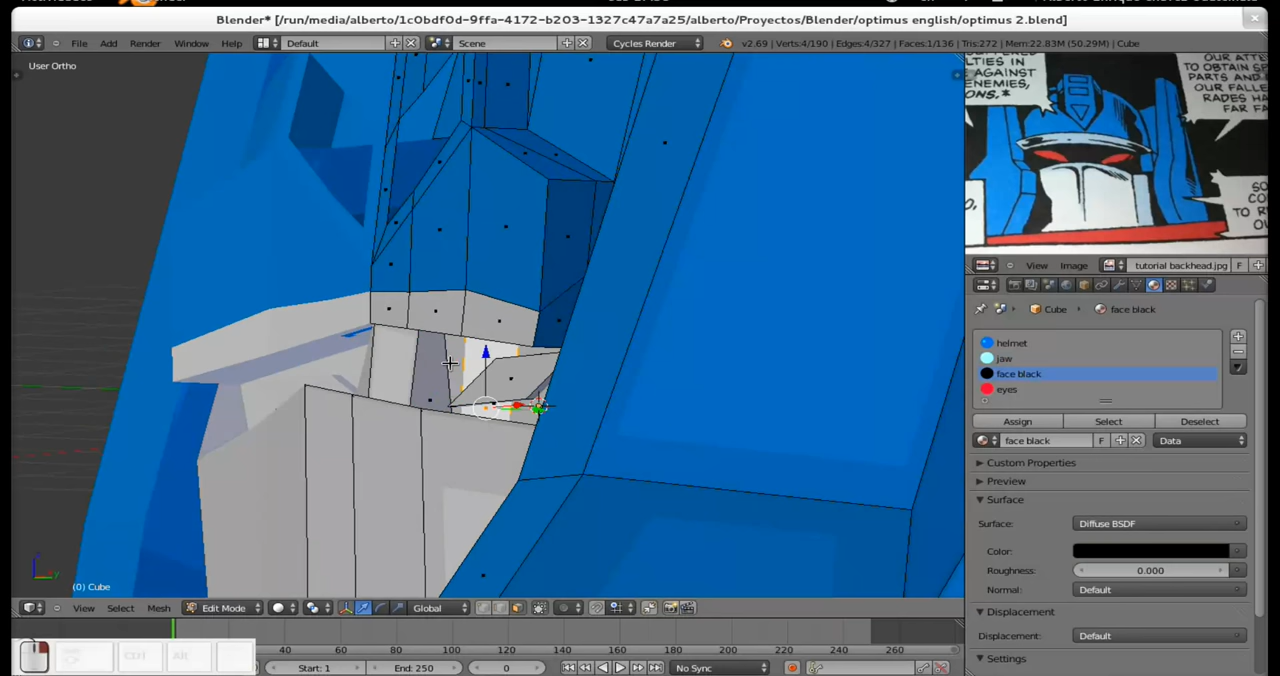 Blender* [/run/media/alberto/1c0bdf0d-9ffa-4172-b203-1327c47a7a25/alberto/Proyectos/Blender/optimus english/optimus 2.blend]
File Add Render Window Help Default Scene Cycles Render v2.69 | Verts:4/190 | Edges:4/327 | Faces:1/136 | Tris:272 | Mem:22.83M (50.29M) | Cube
User Ortho
LTIES IN
AGAINST
ENEMIES,
ONS.*
OUR ATTE
TO OBTAIN SP
PARTS AND
OUR FALLE
RADES HA
FAR FA
SO
CO
TO R
View Image tutorial backhead.jpg F
Cube face black
helmet
jaw
face black
eyes
Assign Select Deselect
face black F Data
Custom Properties
Preview
Surface
Surface: Diffuse BSDF
Color:
Roughness: 0.000
Normal: Default
Displacement
Displacement: Default
Settings
(0) Cube
View Select Mesh Edit Mode Global
40 60 80 100 120 140 160 180 200 220 240 260
Ctrl Alt
Start: 1 End: 250 0 No Sync